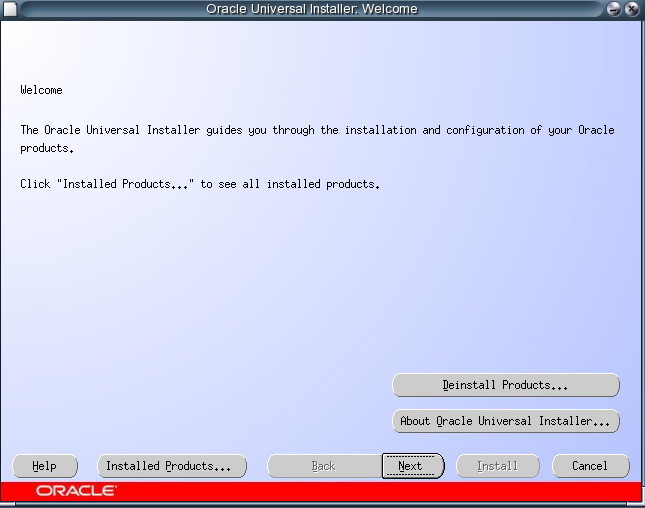 Oracle Universal Installer: Welcome
Welcome
The Oracle Universal Installer guides you through the installation and configuration of your Oracle
products.
Click "Installed Products..." to see all installed products.
Deinstall Products...
About Oracle Universal Installer...
Help Installed Products... Back Next Install Cancel
ORACLE